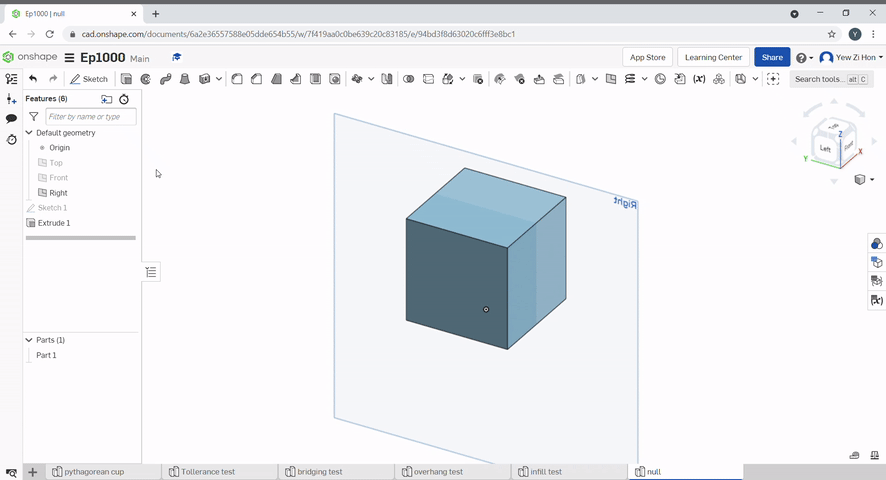 Ep1000 | null
cad.onshape.com/documents/6a2e36557588e05dde654b55/w/7f419aa0c0be639c20c83185/e/94bd3f8d63020c6fff3e8bc1
Y
onshape Ep1000 Main App Store Learning Center Share Yew Zi Hon
Sketch (x) Search tools... alt C
Features (6)
Filter by name or type
Default geometry
Origin
Top
Front
Right
Sketch 1
Extrude 1
Parts (1)
Part 1
Right
Z
Left
Y
X
pythagorean cup Tollerance test bridging test overhang test infill test null